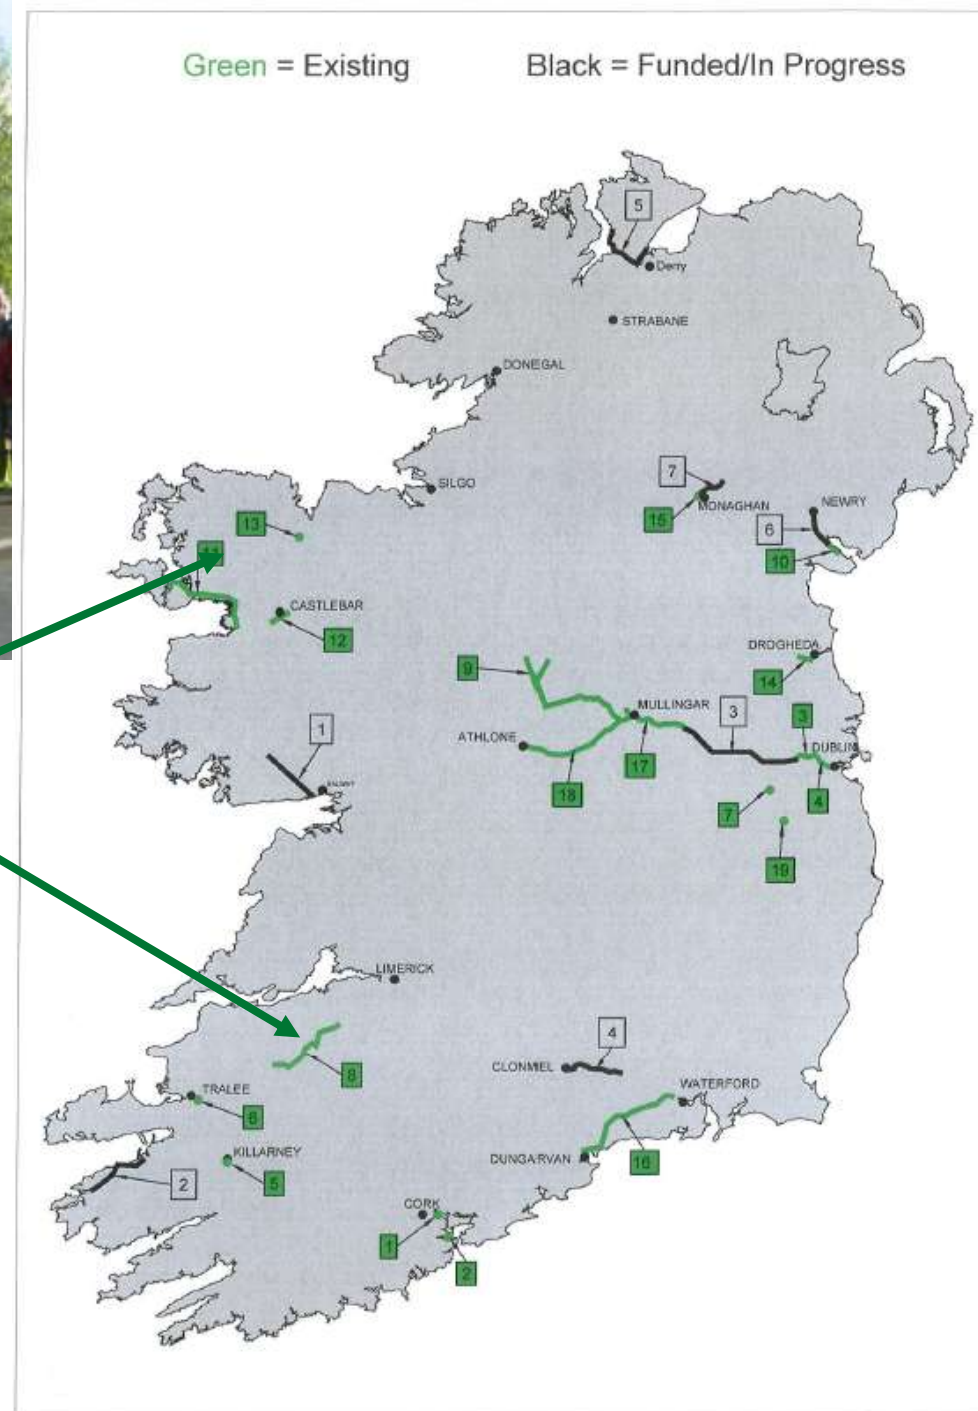 Green = Existing
Black = Funded/In Progress
5
Derry
STRABANE
DONEGAL
SILGO
7
MONAGHAN
15
NEWRY
6
10
13
11
CASTLEBAR
12
DROGHEDA
14
9
MULLINGAR
3
3
ATHLONE
DUBLIN
1
17
18
4
7
19
LIMERICK
8
4
CLONMIEL
TRALEE
6
WATERFORD
KILLARNEY
5
2
DUNGARVAN
16
CORK
1
2